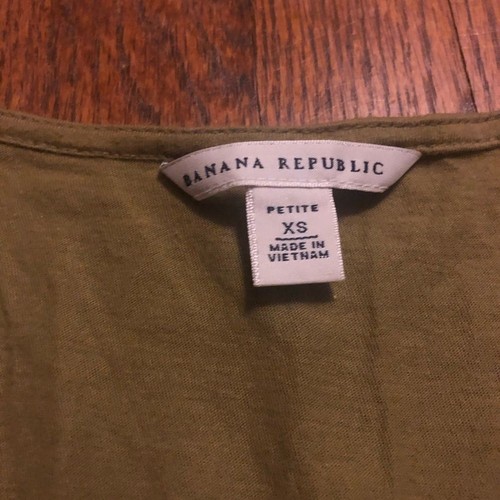 BANANA REPUBLIC
PETITE
XS
MADE IN
VIETNAM